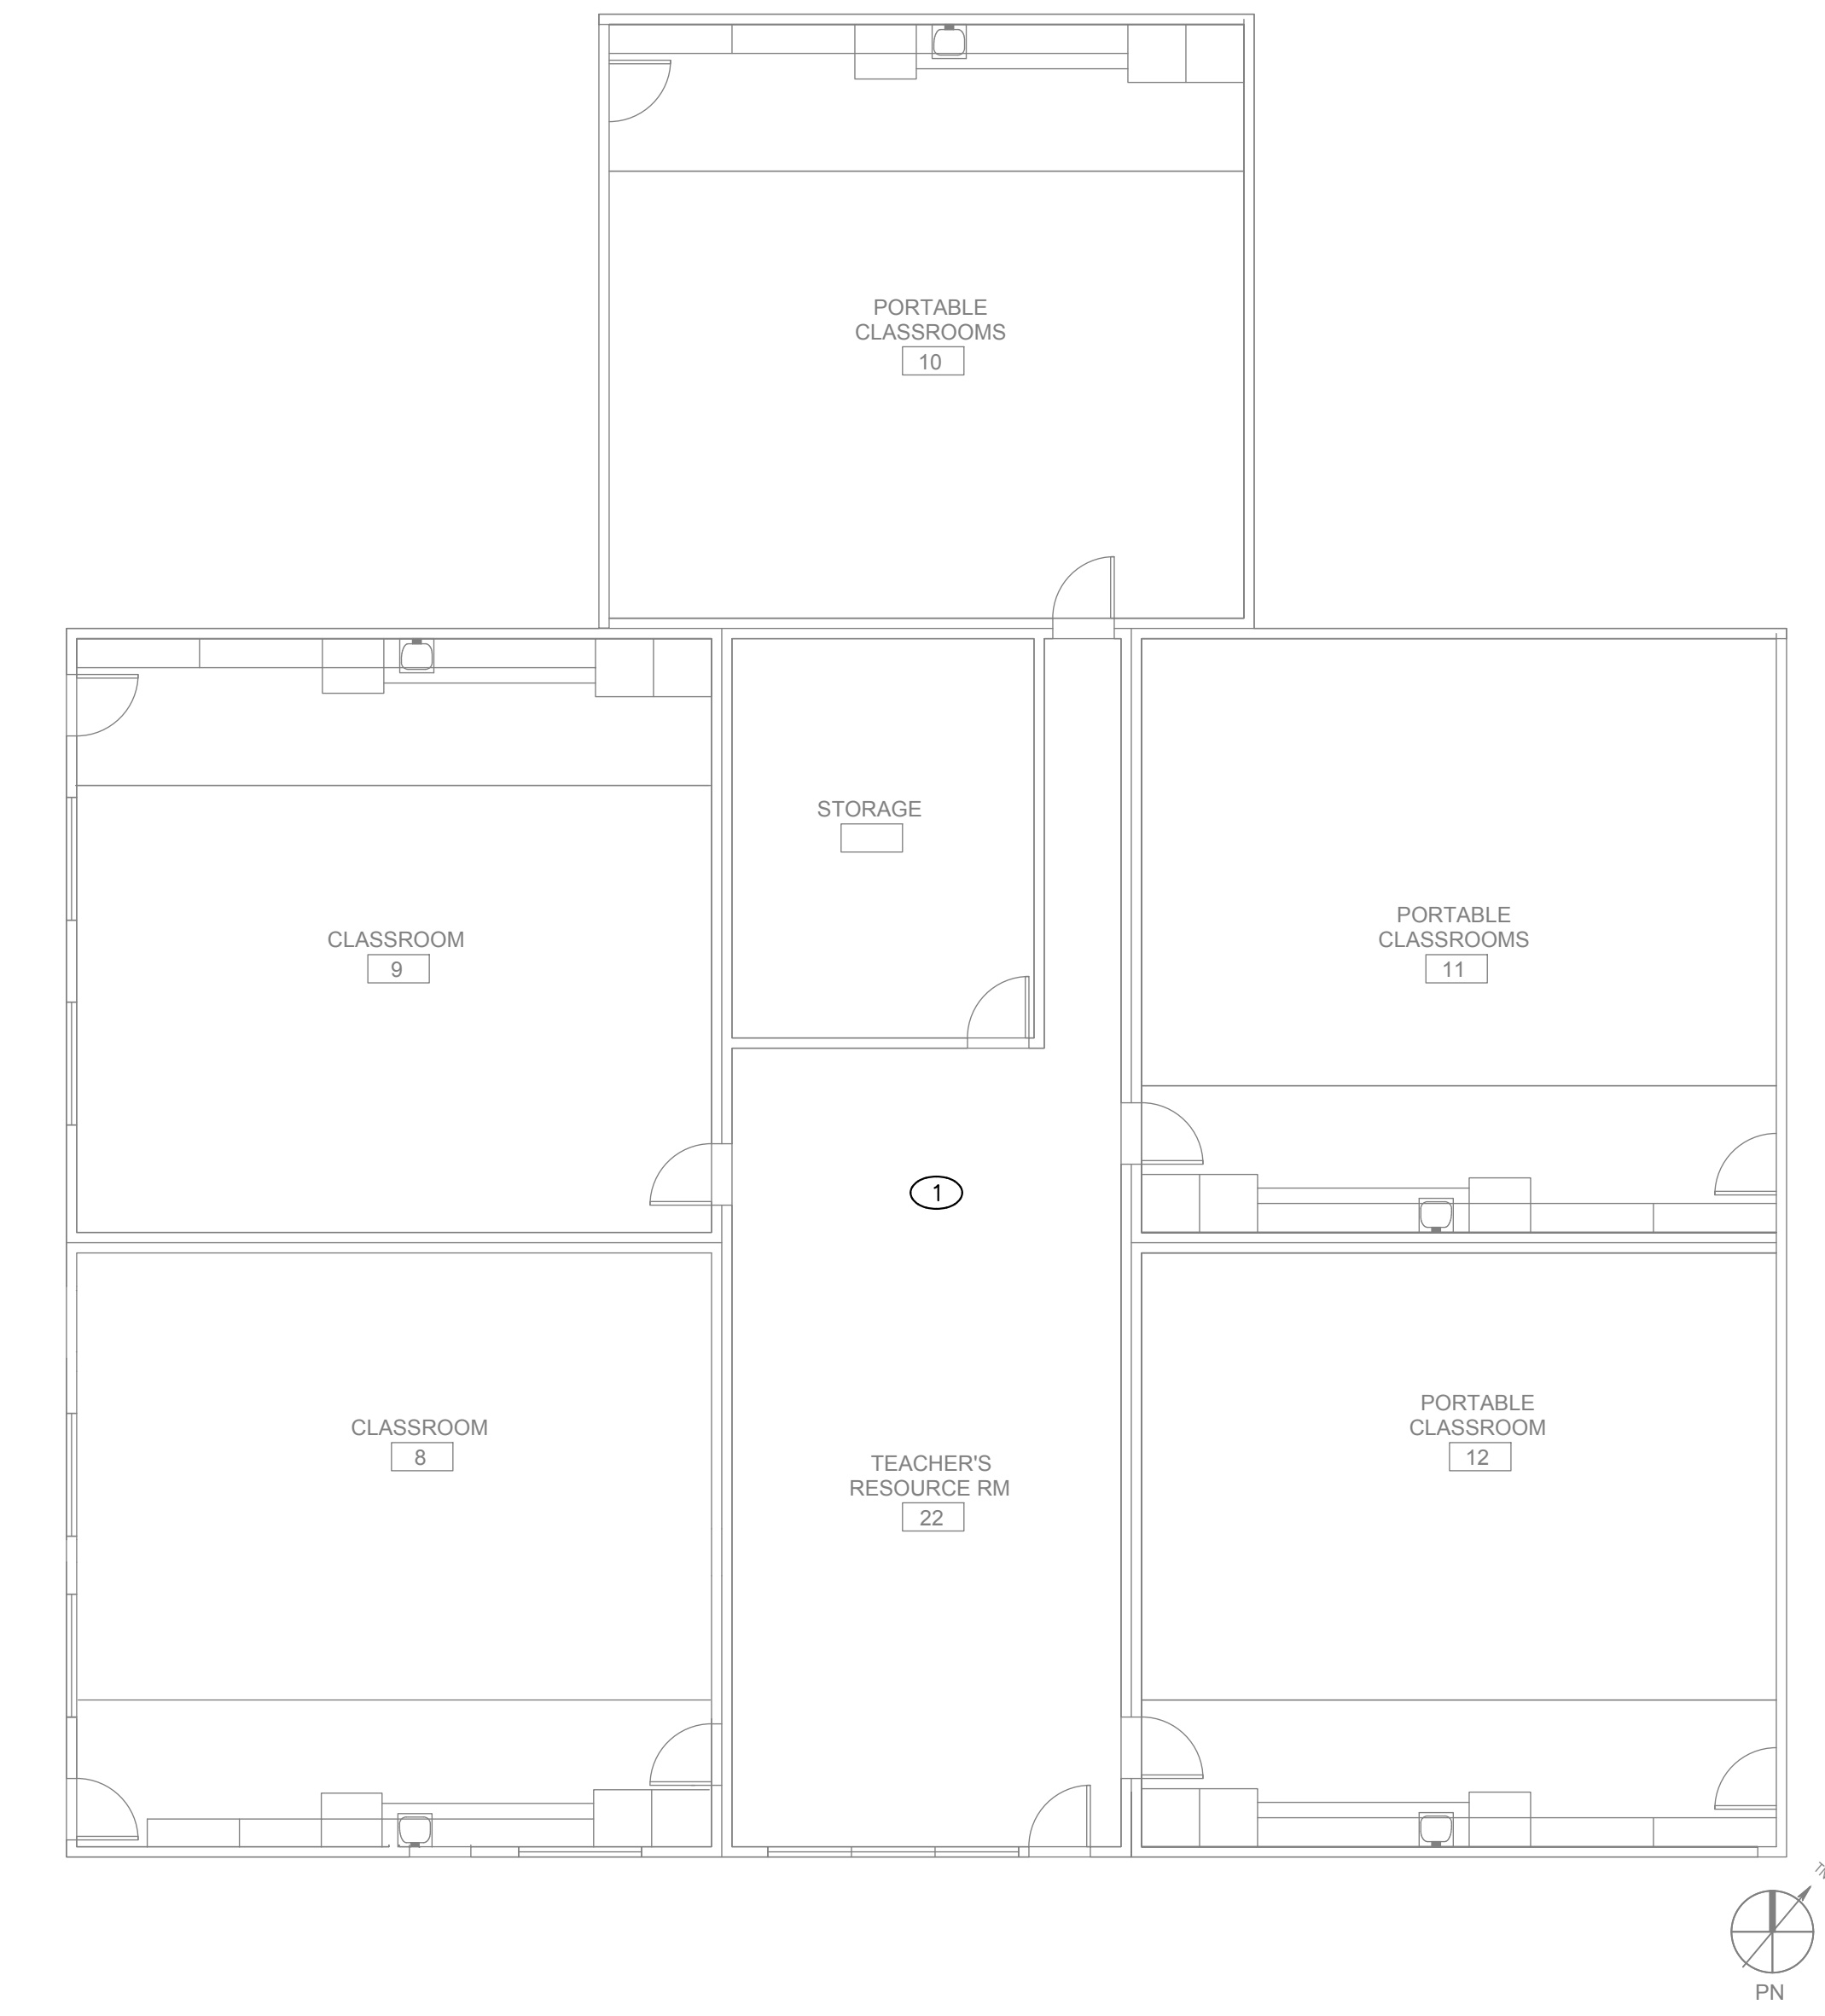 PORTABLE
CLASSROOMS
10
STORAGE
CLASSROOM
9
PORTABLE
CLASSROOMS
11
1
CLASSROOM
8
PORTABLE
CLASSROOM
12
TEACHER'S
RESOURCE RM
22
PN